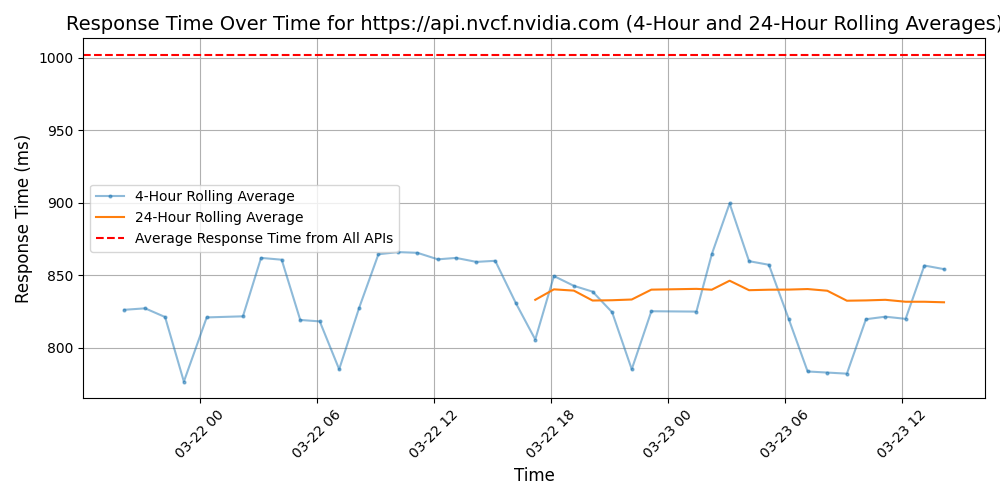 Response Time Over Time for https://api.nvcf.nvidia.com (4-Hour and 24-Hour Rolling Averages)
Response Time (ms)
1000
950
900
850
800
4-Hour Rolling Average
24-Hour Rolling Average
Average Response Time from All APIs
03-22 00
03-22 06
03-22 12
03-22 18
03-23 00
03-23 06
03-23 12
Time